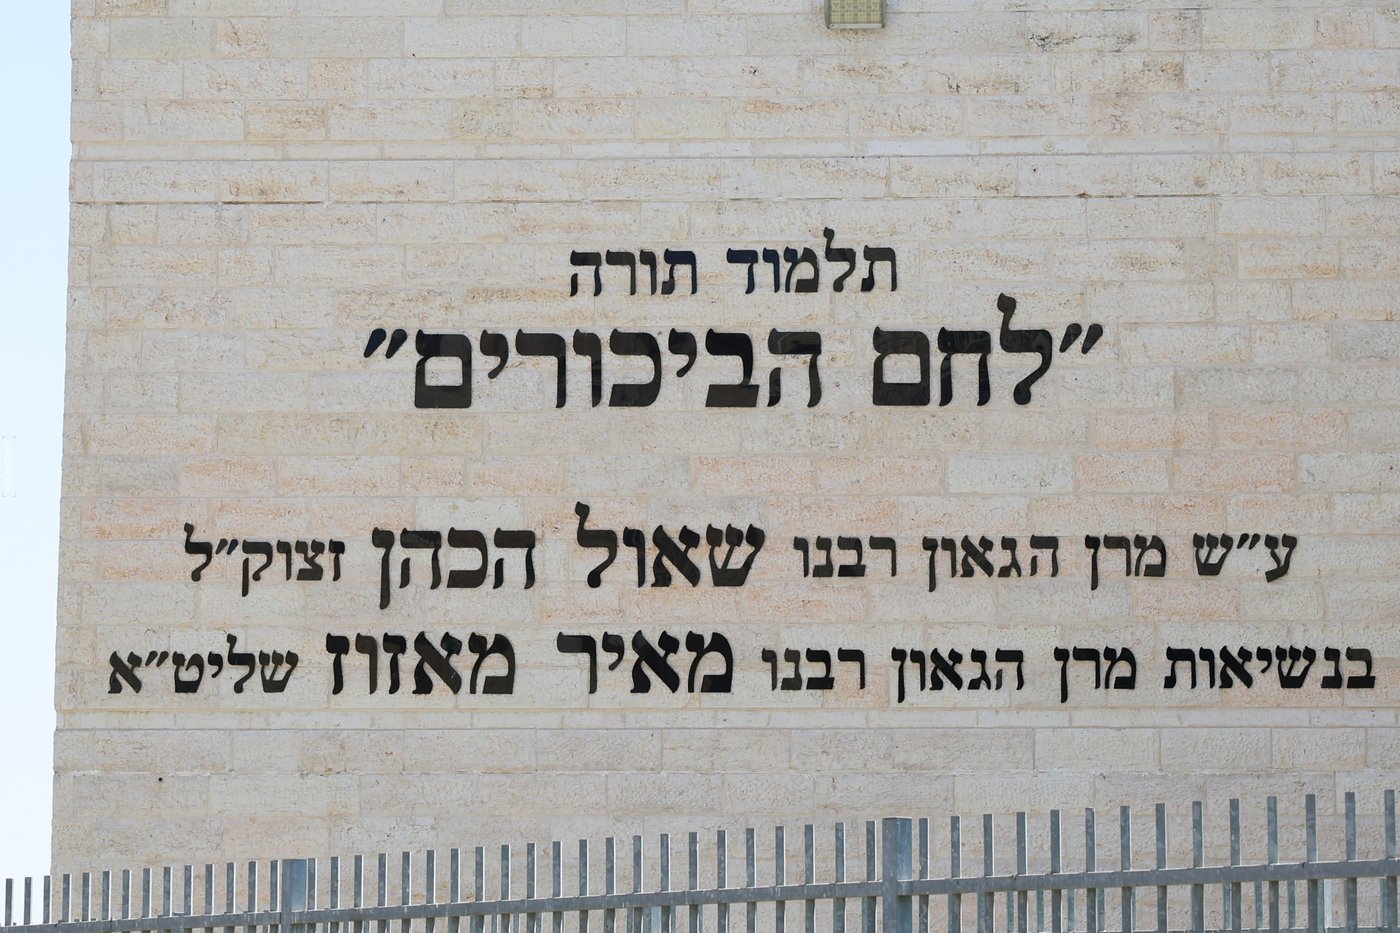 תלמוד תורה
״לחם הביכורים״
ע״ש מרן הגאון רבנו שאול הכהן זצוק״ל
בנשיאות מרן הגאון רבנו מאיר מאזוז שליט״א